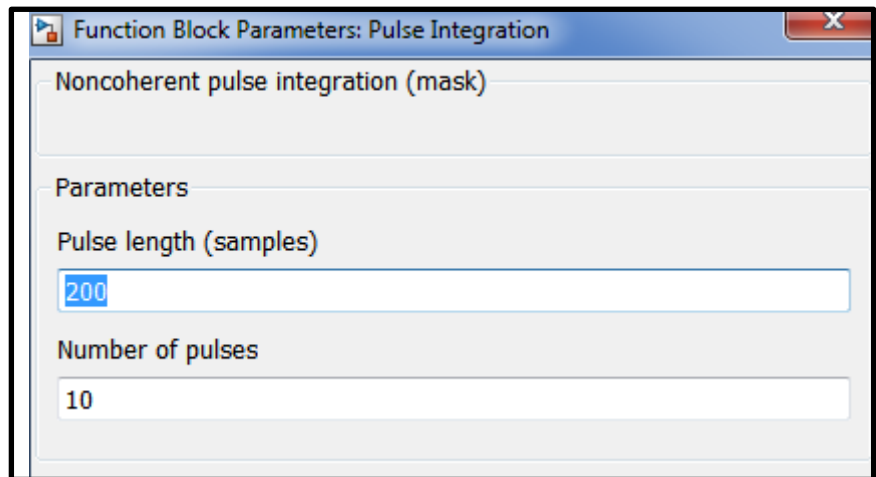 Function Block Parameters: Pulse Integration
Noncoherent pulse integration (mask)
Parameters
Pulse length (samples)
200
Number of pulses
10